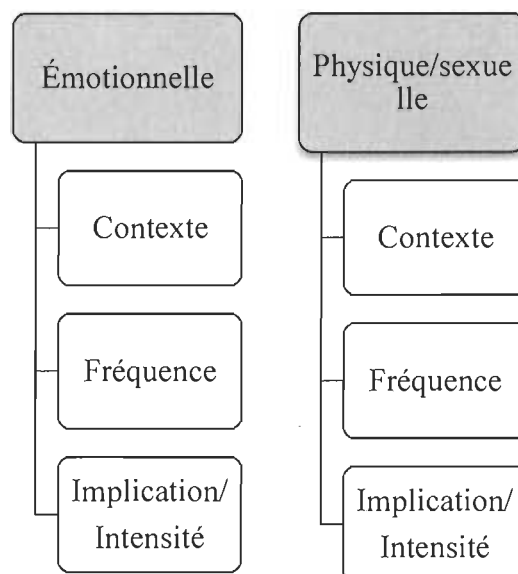 Émotionnelle
Contexte
Fréquence
Implication/
Intensité
Physique/sexue
lle
Contexte
Fréquence
Implication/
Intensité